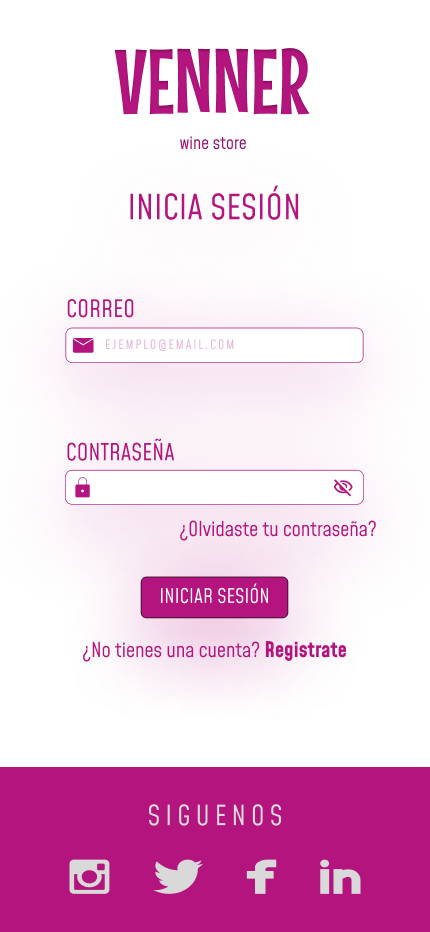 VENNER
wine store
INICIA SESIÓN
CORREO
EJEMPLO@EMAIL.COM
CONTRASEÑA
¿Olvidaste tu contraseña?
INICIAR SESIÓN
¿No tienes una cuenta? Registrate
SIGUENOS